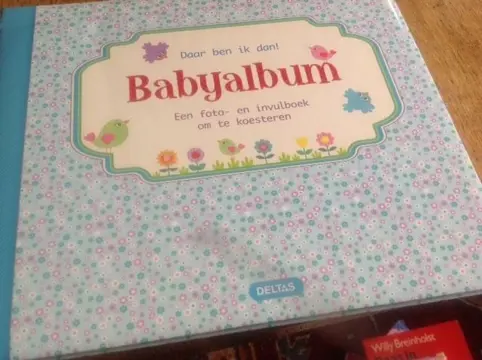 Daar ben ik dan!
Babyalbum
Een foto- en invulboek
om te koesteren
DELTAS
Willy Breinholst